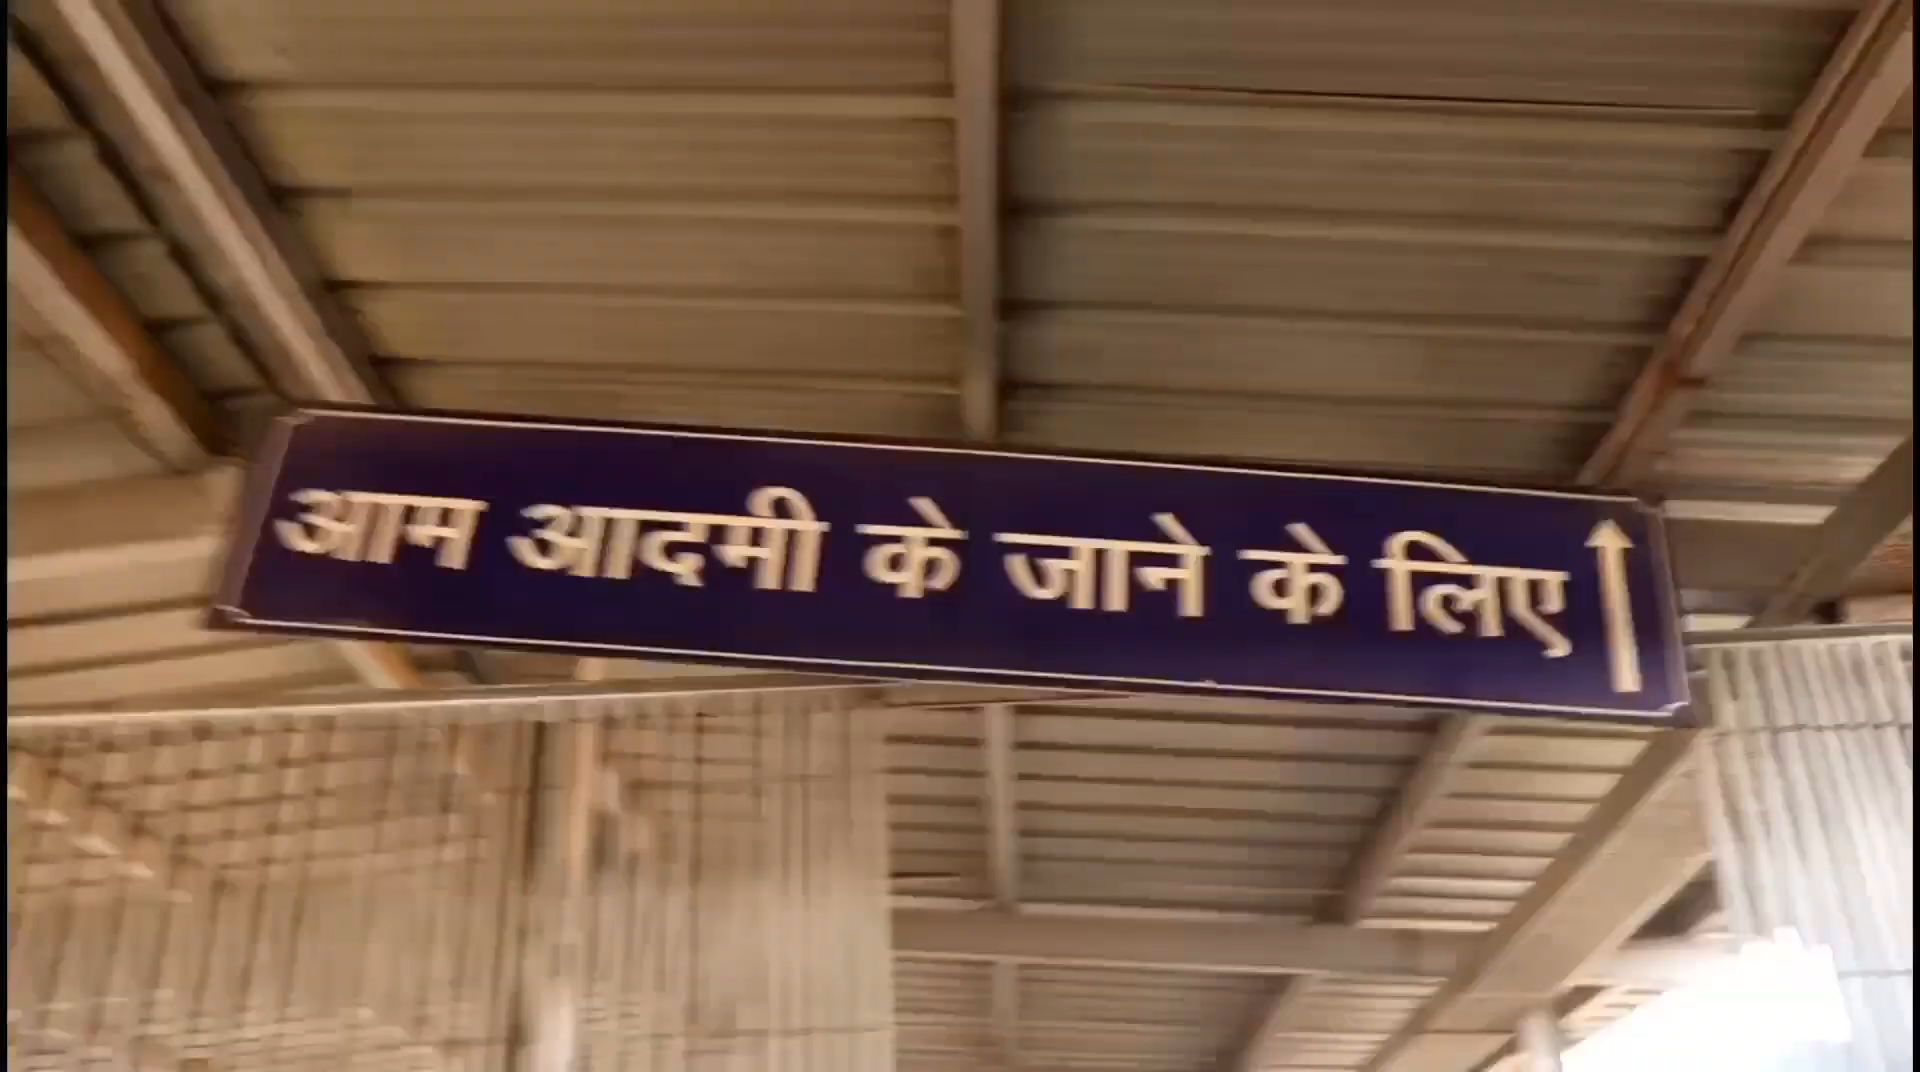 आम आदमी के जाने के लिए ↑